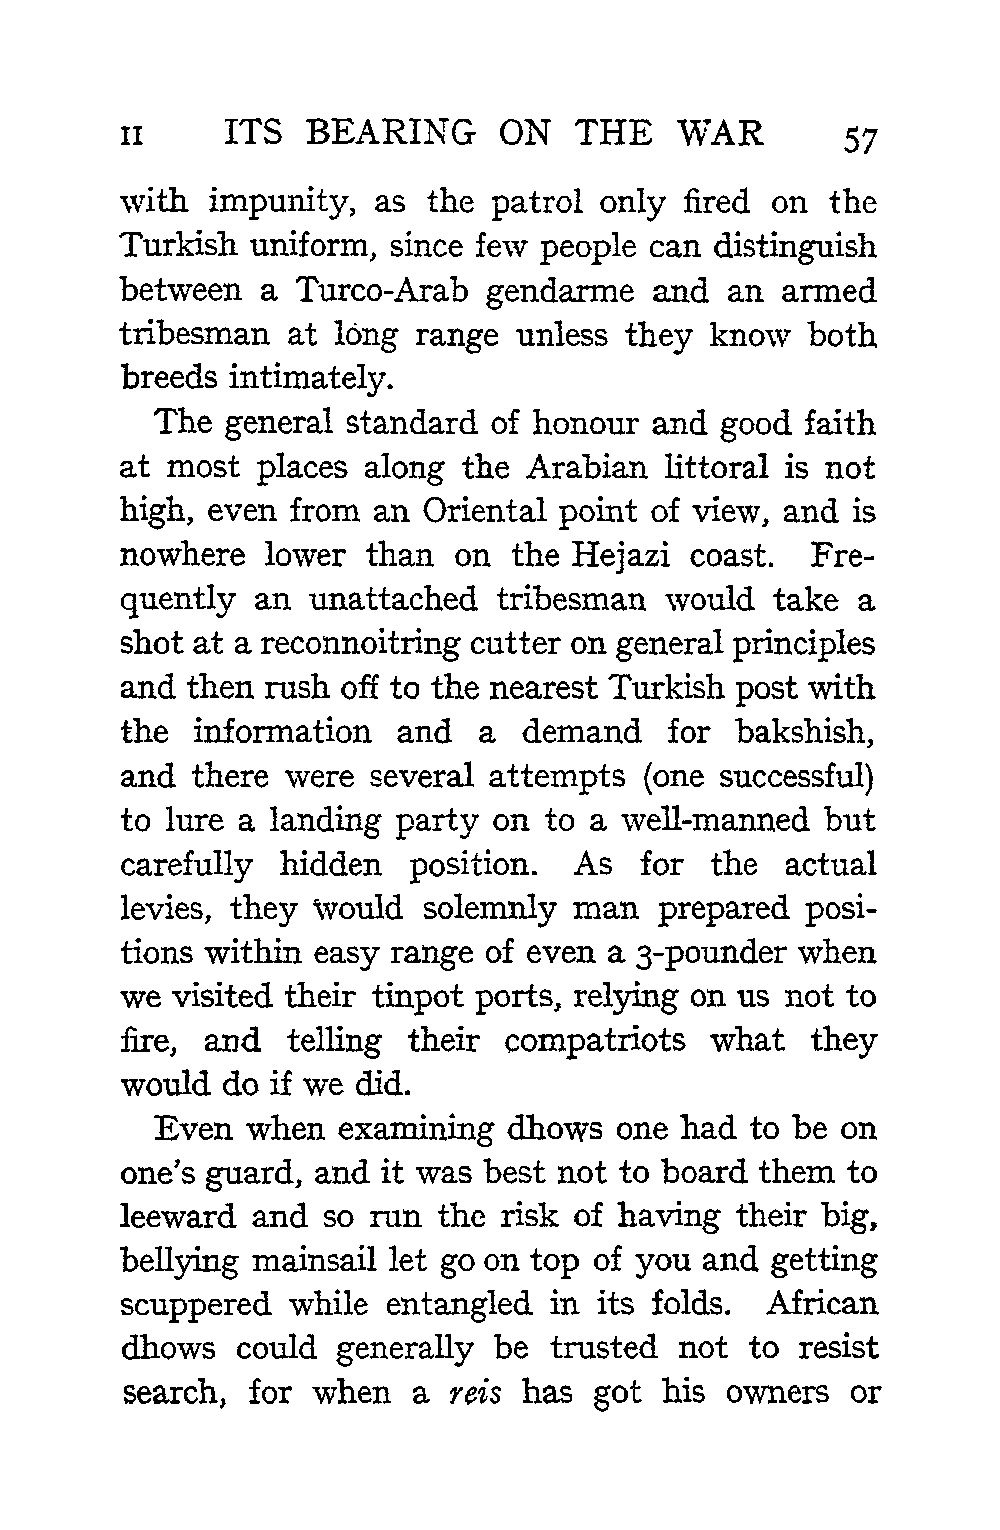 II ITS BEARING ON THE WAR 57
with impunity, as the patrol only fired on the
Turkish uniform, since few people can distinguish
between a Turco-Arab gendarme and an armed
tribesman at long range unless they know both
breeds intimately.
The general standard of honour and good faith
at most places along the Arabian littoral is not
high, even from an Oriental point of view, and is
nowhere lower than on the Hejazi coast. Fre-
quently an unattached tribesman would take a
shot at a reconnoitring cutter on general principles
and then rush off to the nearest Turkish post with
the information and a demand for bakshish,
and there were several attempts (one successful)
to lure a landing party on to a well-manned but
carefully hidden position. As for the actual
levies, they would solemnly man prepared posi-
tions within easy range of even a 3-pounder when
we visited their tinpot ports, relying on us not to
fire, and telling their compatriots what they
would do if we did.
Even when examining dhows one had to be on
one's guard, and it was best not to board them to
leeward and so run the risk of having their big,
bellying mainsail let go on top of you and getting
scuppered while entangled in its folds. African
dhows could generally be trusted not to resist
search, for when a reis has got his owners or